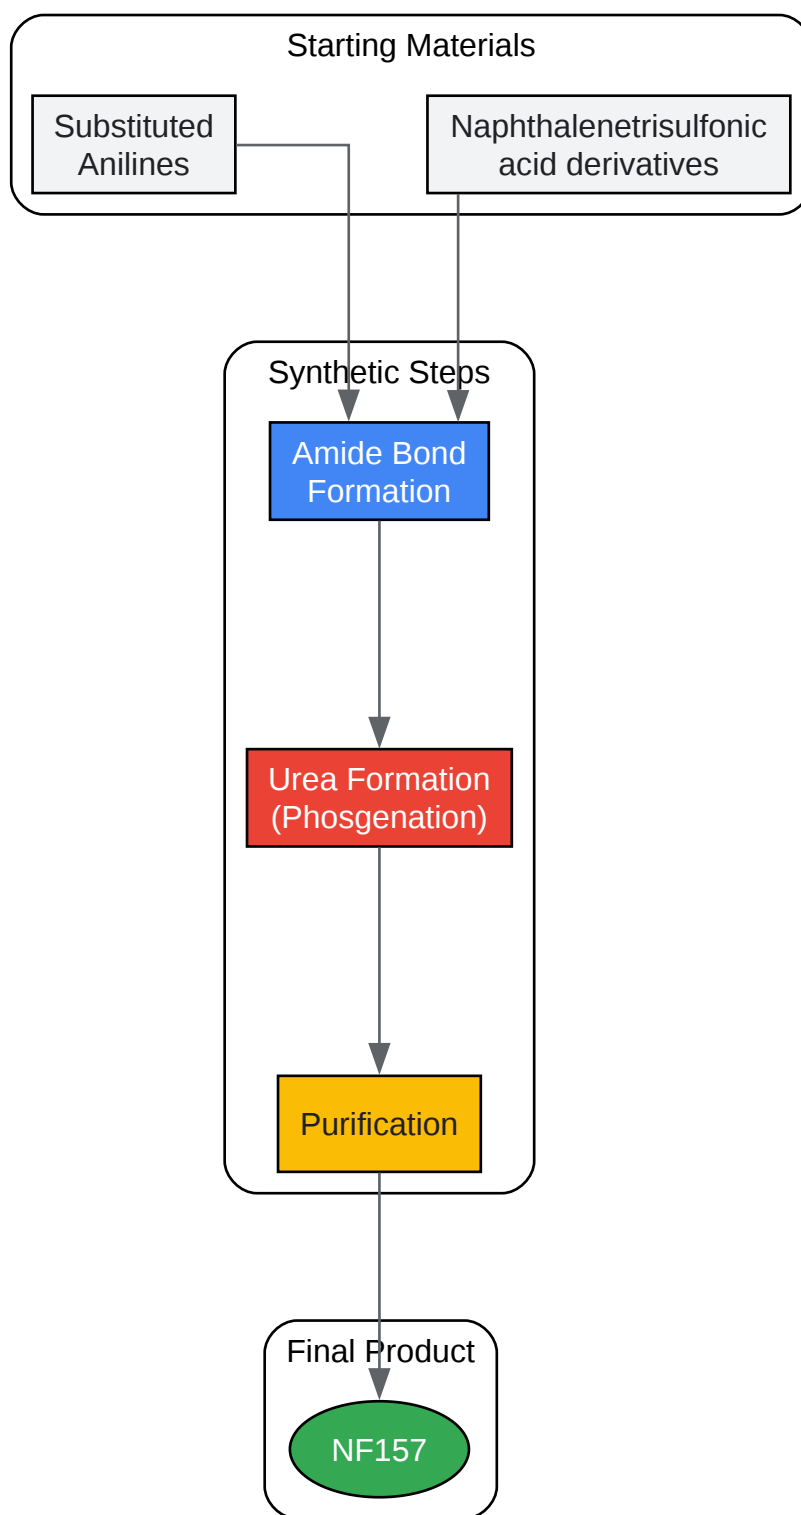 Starting Materials
Substituted
Anilines
Naphthalenetrisulfonic
acid derivatives
Synthetic Steps
Amide Bond
Formation
Urea Formation
(Phosgenation)
Purification
Final Product
NF157